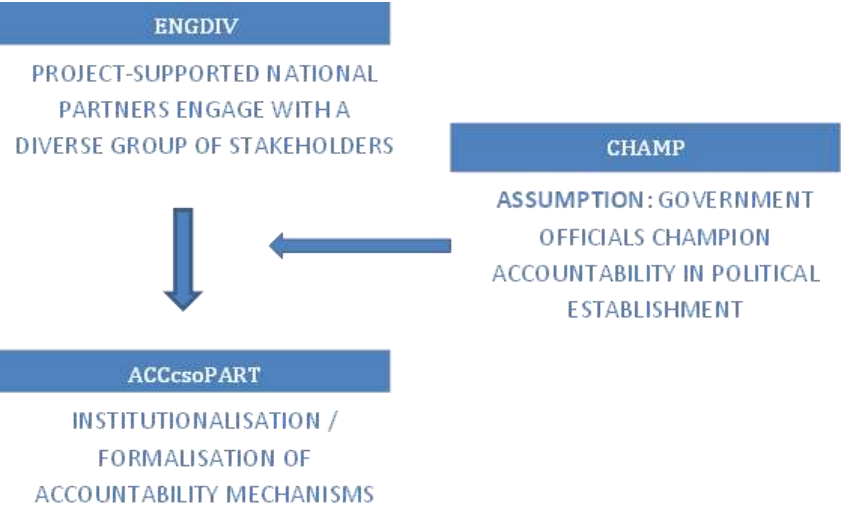 ENGDIV
PROJECT-SUPPORTED NATIONAL
PARTNERS ENGAGE WITH A
DIVERSE GROUP OF STAKEHOLDERS
CHAMP
ASSUMPTION: GOVERNMENT
OFFICIALS CHAMPION
ACCOUNTABILITY IN POLITICAL
ESTABLISHMENT
ACCcsoPART
INSTITUTIONALISATION /
FORMALISATION OF
ACCOUNTABILITY MECHANISMS